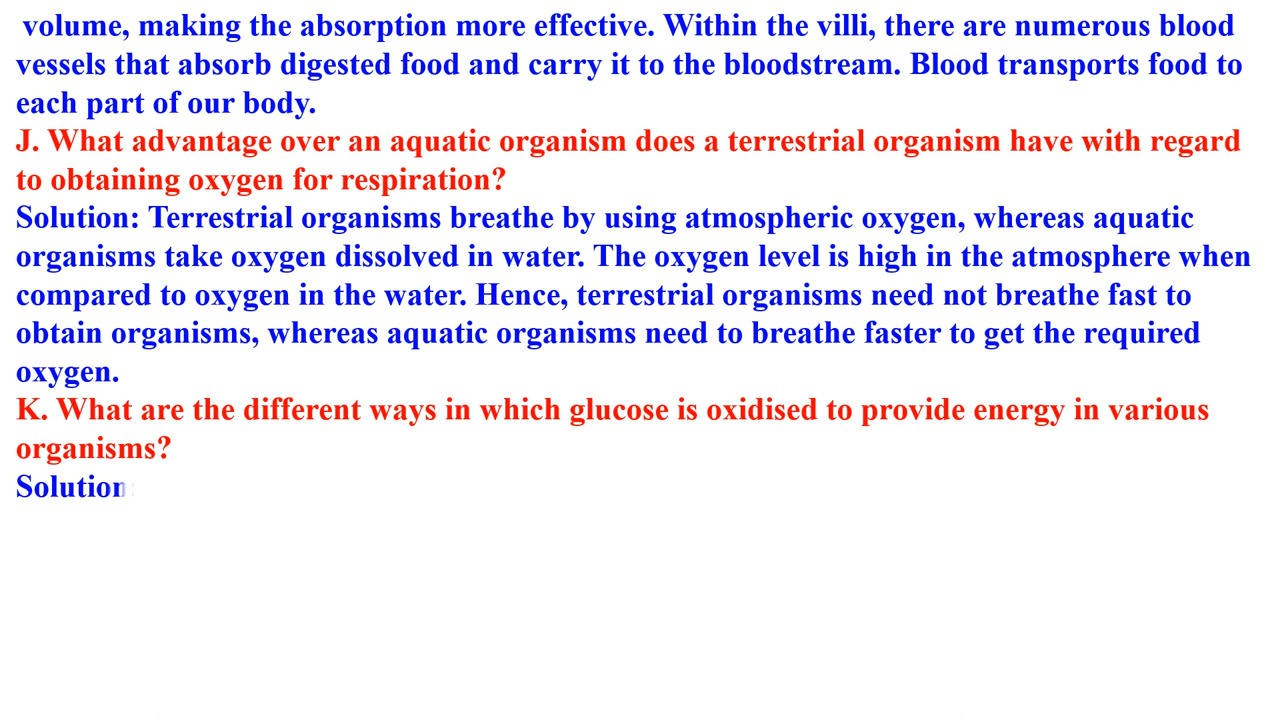 volume, making the absorption more effective. Within the villi, there are numerous blood
vessels that absorb digested food and carry it to the bloodstream. Blood transports food to
each part of our body.
J. What advantage over an aquatic organism does a terrestrial organism have with regard
to obtaining oxygen for respiration?
Solution: Terrestrial organisms breathe by using atmospheric oxygen, whereas aquatic
organisms take oxygen dissolved in water. The oxygen level is high in the atmosphere when
compared to oxygen in the water. Hence, terrestrial organisms need not breathe fast to
obtain organisms, whereas aquatic organisms need to breathe faster to get the required
oxygen.
K. What are the different ways in which glucose is oxidised to provide energy in various
organisms?
Solution: